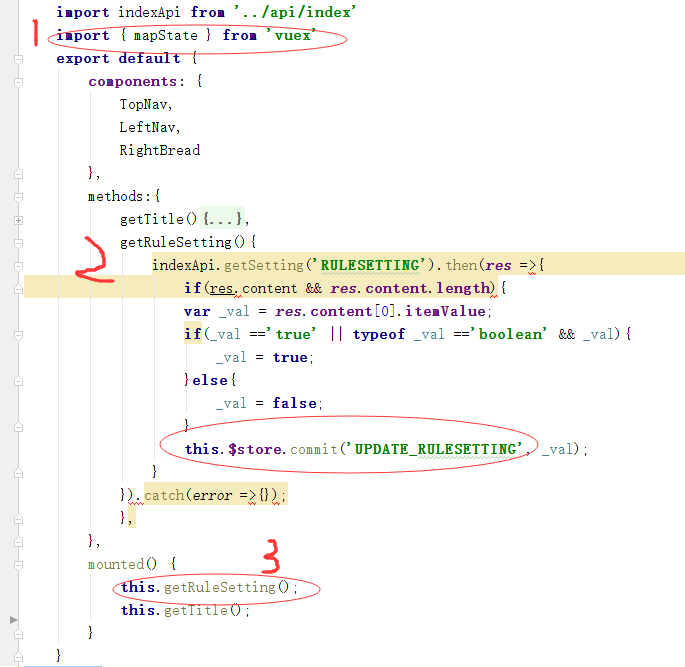 import indexApi from '../api/index'
1
import { mapState } from 'vuex'
export default {
components: {
TopNav,
LeftNav,
RightBread
},
methods:{
getTitle(){...},
getRuleSetting(){
2
indexApi.getSetting('RULESETTING').then(res =>{
if(res.content && res.content.length){
var _val = res.content[0].itemValue;
if(_val =='true' || typeof _val =='boolean' && _val){
_val = true;
}else{
_val = false;
}
this.$store.commit('UPDATE_RULESETTING', _val);
}
}).catch(error =>{});
},
},
3
mounted() {
this.getRuleSetting();
this.getTitle();
}
}